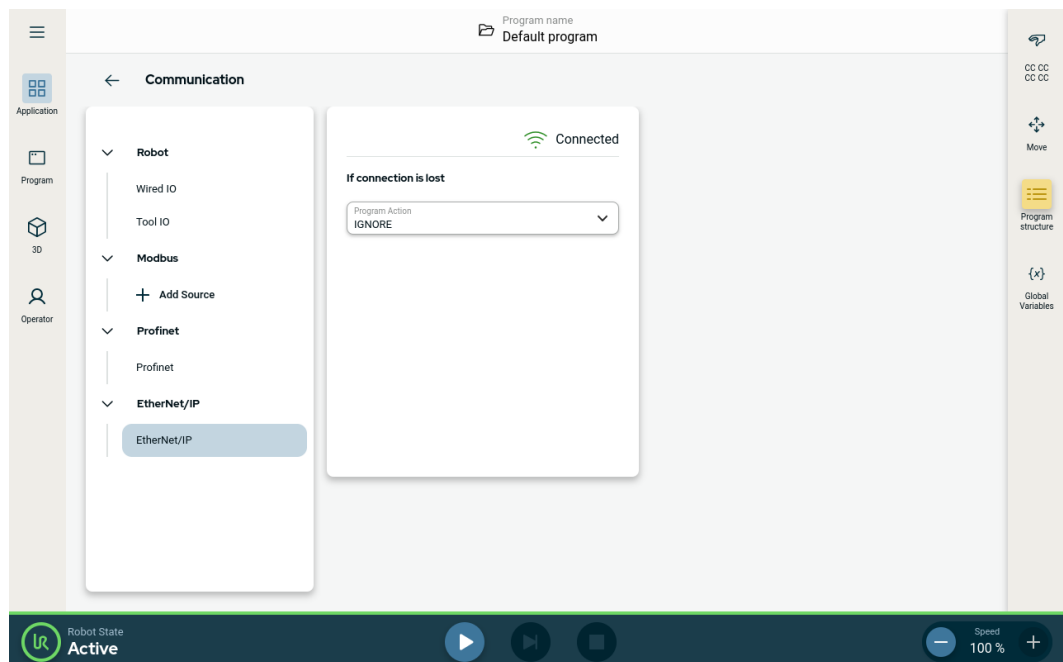 Program name
Default program
Application
Program
3D
Operator
Communication
Robot
Wired IO
Tool IO
Modbus
Add Source
Profinet
Profinet
EtherNet/IP
EtherNet/IP
Connected
If connection is lost
Program Action
IGNORE
CC CC
CC CC
Move
Program
structure
{x}
Global
Variables
UR
Robot State
Active
Speed
100 %